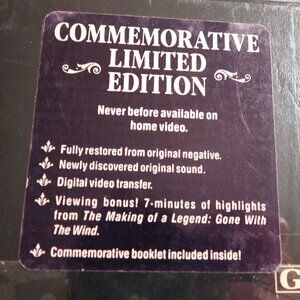 COMMEMORATIVE
LIMITED
EDITION
Never before available on
home video.
Fully restored from original negative.
Newly discovered original sound.
Digital video transfer.
Viewing bonus! 7-minutes of highlights
from The Making of a Legend: Gone With
The Wind.
Commemorative booklet included inside!
G